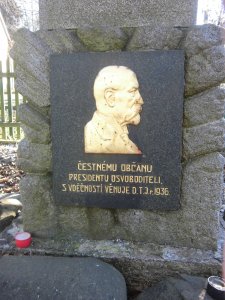 ČESTNÉMU OBČANU
PRESIDENTU OSVOBODITELI,
S VDĚČNOSTÍ VĚNUJE D.T.J. r. 1936.